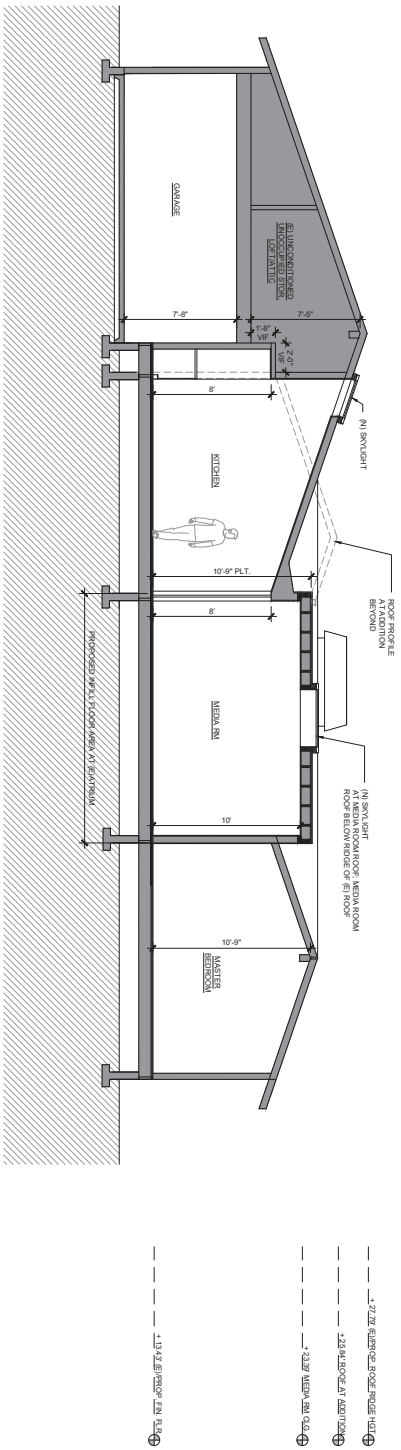 ROOF PROFILE
AT ADDITION
BEYOND
(N) SKYLIGHT
AT MEDIA ROOM ROOF; MEDIA ROOM
ROOF BELOW RIDGE OF (E) ROOF
(N) SKYLIGHT
(E) UNCONDITIONED
UNOCCUPIED STOR.
LOFT/ATTIC
7'-5"
1'-8"
VIF
2'-0"
VIF
GARAGE
7'-8"
8'
KITCHEN
10'-9" PLT.
8'
MEDIA RM
10'
10'-9"
MASTER
BEDROOM
PROPOSED INFILL FLOOR AREA AT (E)ATRIUM
+ 27.79' (E)/PROP. ROOF RIDGE HGT
+ 25.84' ROOF AT ADDITION
+ 23.39' MEDIA RM CLG.
+ 13.43' (E)/PROP. FIN. FLR.